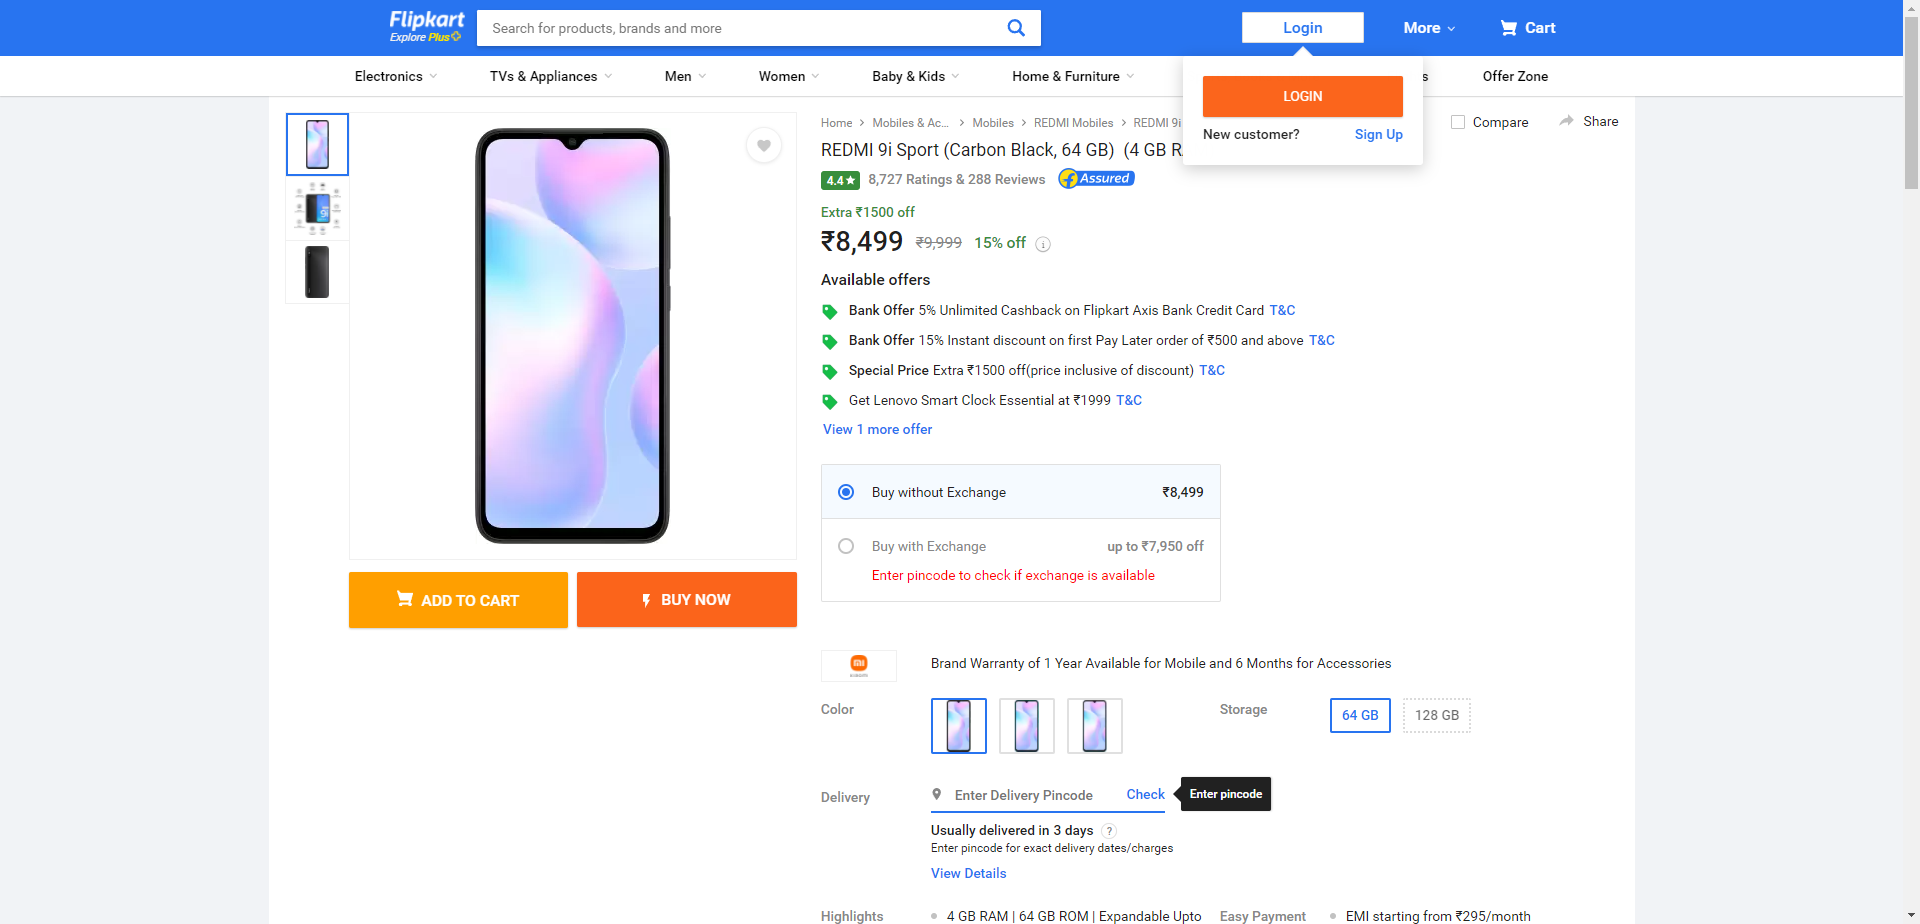 Flipkart
Explore Plus
Search for products, brands and more
Login
More
Cart
Electronics
TVs & Appliances
Men
Women
Baby & Kids
Home & Furniture
s
Offer Zone
LOGIN
New customer?
Sign Up
Home
Mobiles & Ac...
Mobiles
REDMI Mobiles
REDMI 9i
Compare
Share
REDMI 9i Sport (Carbon Black, 64 GB) (4 GB R
4.4★
8,727 Ratings & 288 Reviews
Assured
Extra ₹1500 off
₹8,499 ₹9,999 15% off
Available offers
Bank Offer 5% Unlimited Cashback on Flipkart Axis Bank Credit Card T&C
Bank Offer 15% Instant discount on first Pay Later order of ₹500 and above T&C
Special Price Extra ₹1500 off(price inclusive of discount) T&C
Get Lenovo Smart Clock Essential at ₹1999 T&C
View 1 more offer
Buy without Exchange ₹8,499
Buy with Exchange up to ₹7,950 off
Enter pincode to check if exchange is available
ADD TO CART
BUY NOW
Brand Warranty of 1 Year Available for Mobile and 6 Months for Accessories
Color
Storage
64 GB
128 GB
Delivery
Enter Delivery Pincode
Check
Enter pincode
Usually delivered in 3 days ?
Enter pincode for exact delivery dates/charges
View Details
Highlights
4 GB RAM | 64 GB ROM | Expandable Upto
Easy Payment
EMI starting from ₹295/month